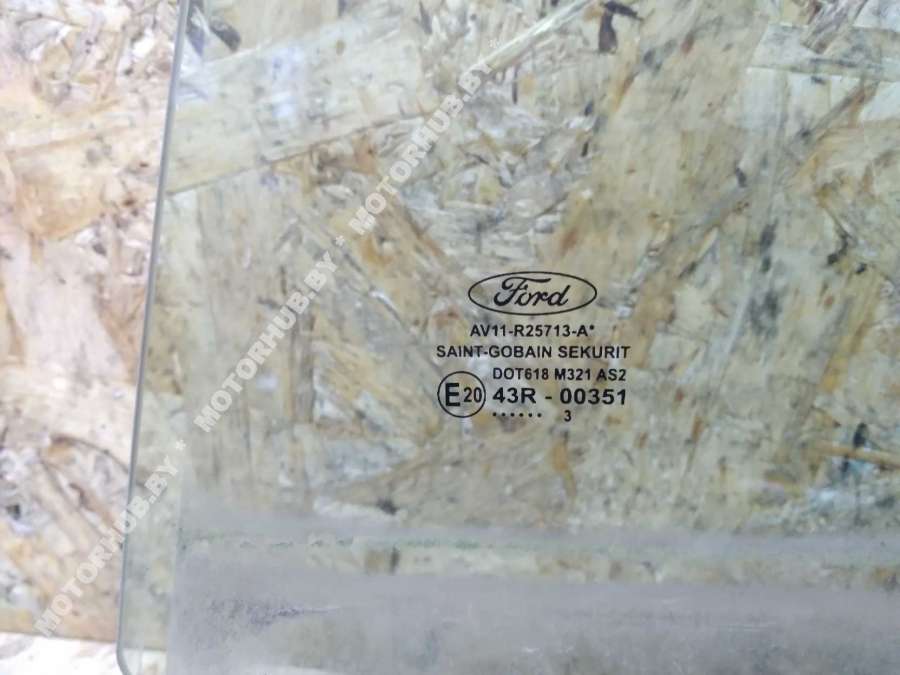 Ford
AV11-R25713-A*
SAINT-GOBAIN SEKURIT
DOT618 M321 AS2
E20 43R - 00351
...... 3
MOTORHUB.BY * MOTORHUB.BY * MOTORHUB.BY